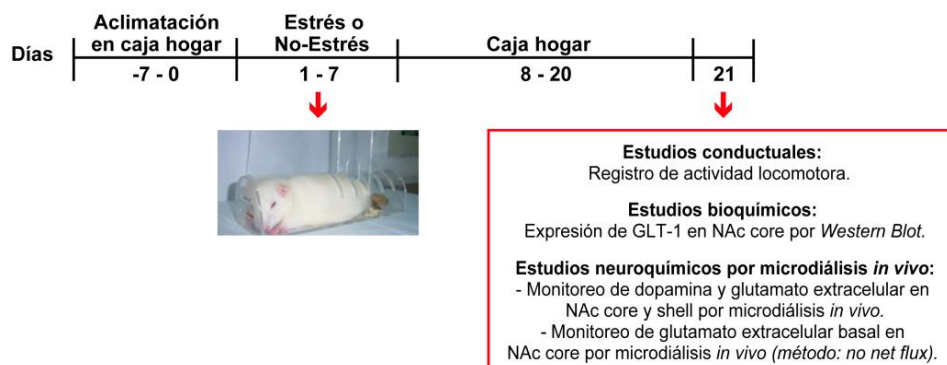 Aclimatación
en caja hogar
Estrés o
No-Estrés
Caja hogar
Días
-7 - 0
1 - 7
8 - 20
21
Estudios conductuales:
Registro de actividad locomotora.
Estudios bioquímicos:
Expresión de GLT-1 en NAc core por Western Blot.
Estudios neuroquímicos por microdiálisis in vivo:
- Monitoreo de dopamina y glutamato extracelular en
NAc core y shell por microdiálisis in vivo.
- Monitoreo de glutamato extracelular basal en
NAc core por microdiálisis in vivo (método: no net flux).